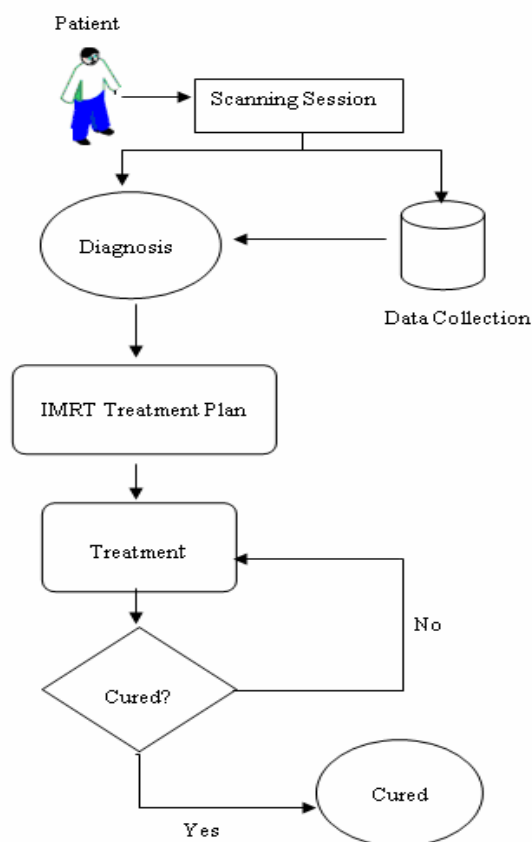 Patient
Scanning Session
Diagnosis
Data Collection
IMRT Treatment Plan
Treatment
No
Cured?
Cured
Yes